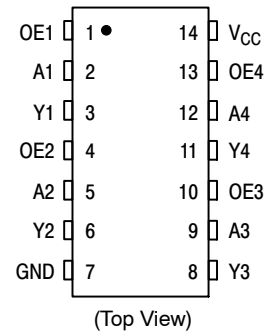 OE1 1 14 VCC
A1 2 13 OE4
Y1 3 12 A4
OE2 4 11 Y4
A2 5 10 OE3
Y2 6 9 A3
GND 7 8 Y3
(Top View)